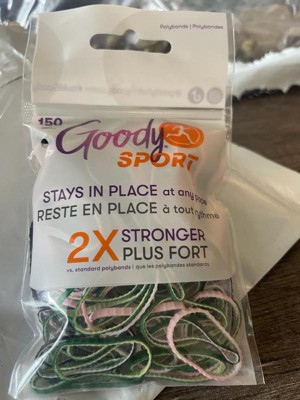 Polybands | Polybandes
150
Goody
SPORT
STAYS IN PLACE at any pace
RESTE EN PLACE à tout rythme
2X STRONGER
PLUS FORT
vs. standard polybands | que les polybandes standards